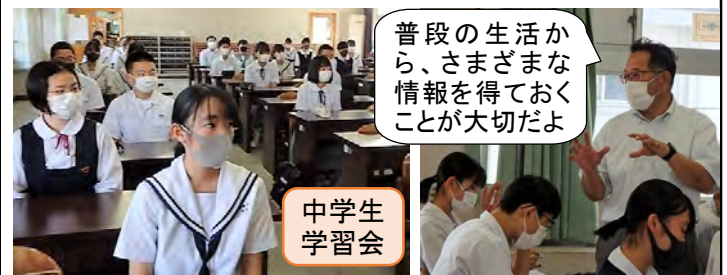 普段の生活か
ら、さまざまな
情報を得ておく
ことが大切だよ
中学生
学習会